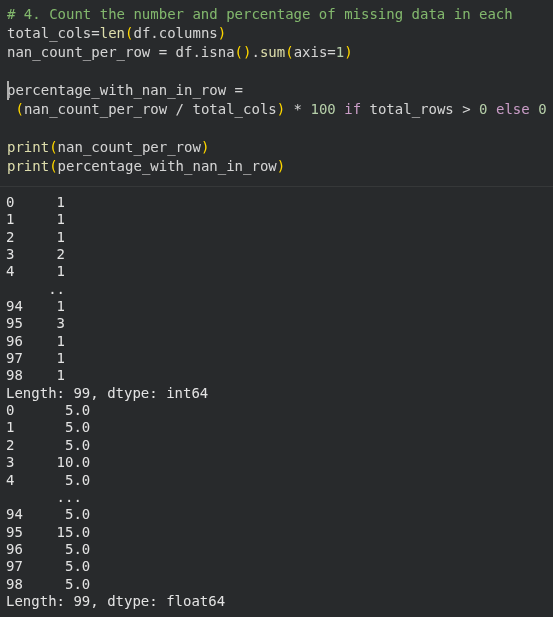 # 4. Count the number and percentage of missing data in each
total_cols=len(df.columns)
nan_count_per_row = df.isna().sum(axis=1)
percentage_with_nan_in_row =
(nan_count_per_row / total_cols) * 100 if total_rows > 0 else 0
print(nan_count_per_row)
print(percentage_with_nan_in_row)
0     1
1     1
2     1
3     2
4     1
..
94    1
95    3
96    1
97    1
98    1
Length: 99, dtype: int64
0      5.0
1      5.0
2      5.0
3     10.0
4      5.0
...
94     5.0
95    15.0
96     5.0
97     5.0
98     5.0
Length: 99, dtype: float64